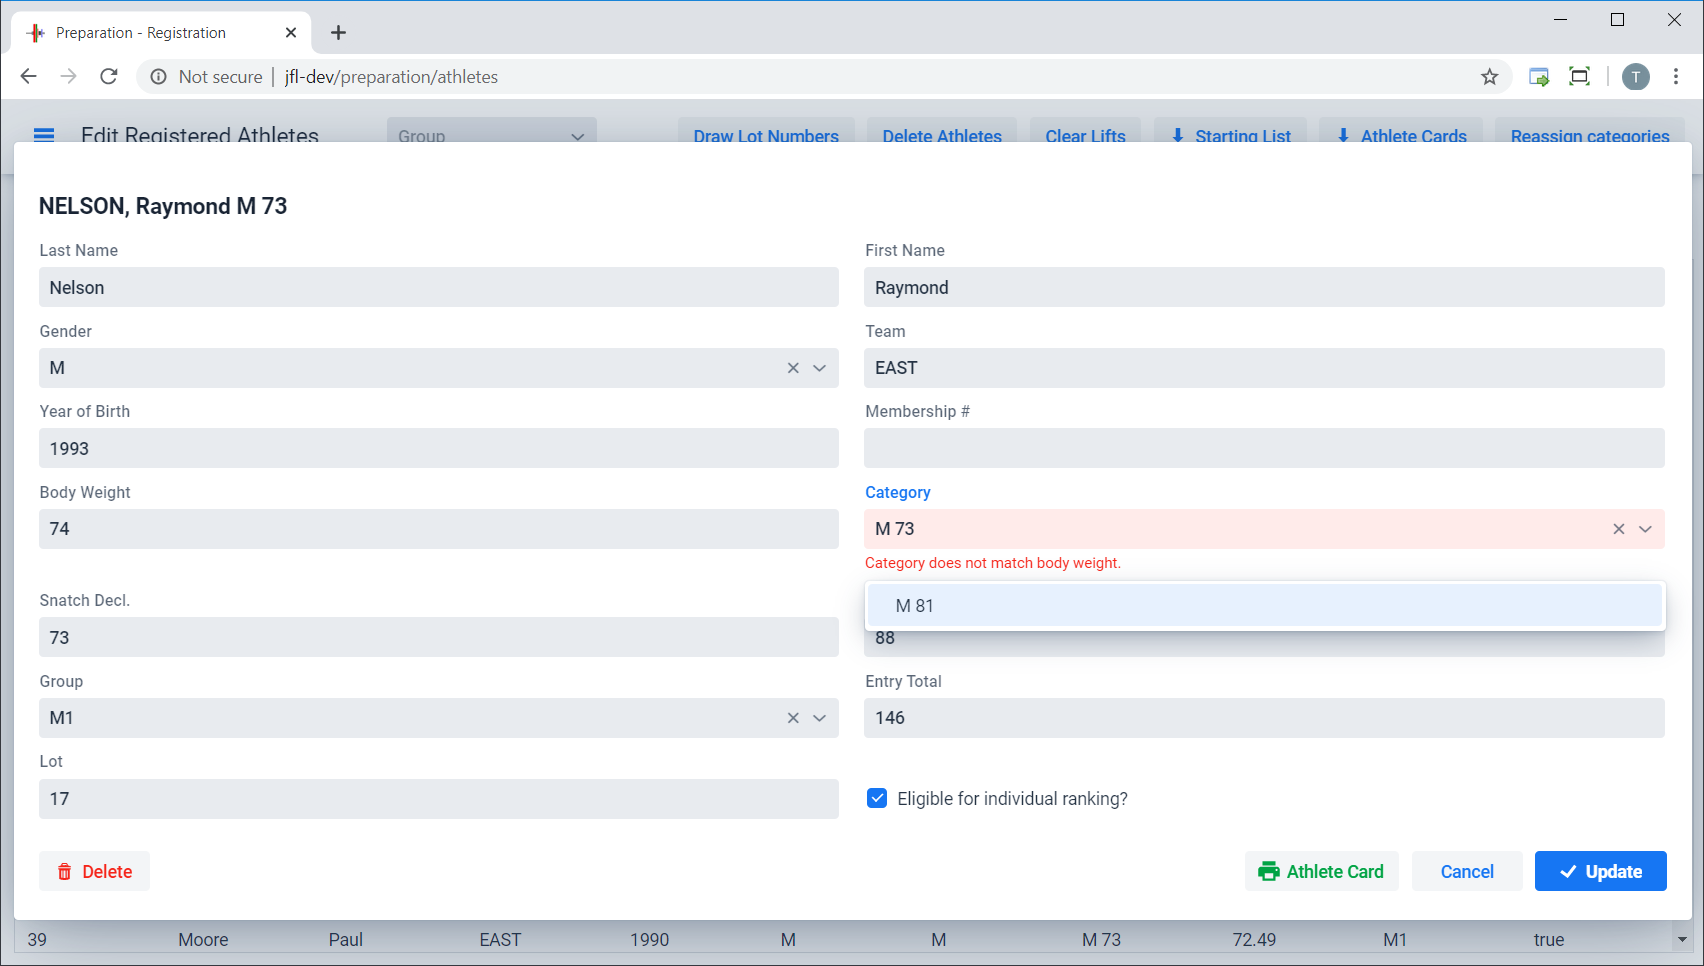 Preparation - Registration
Not secure | jfl-dev/preparation/athletes
T
Edit Registered Athletes Group Draw Lot Numbers Delete Athletes Clear Lifts Starting List Athlete Cards Reassign categories
NELSON, Raymond M 73
Last Name First Name
Nelson Raymond
Gender Team
M EAST
Year of Birth Membership #
1993
Body Weight Category
74 M 73
Category does not match body weight.
Snatch Decl. M 81
73 88
Group Entry Total
M1 146
Lot
17 Eligible for individual ranking?
Delete Athlete Card Cancel Update
39 Moore Paul EAST 1990 M M M 73 72.49 M1 true